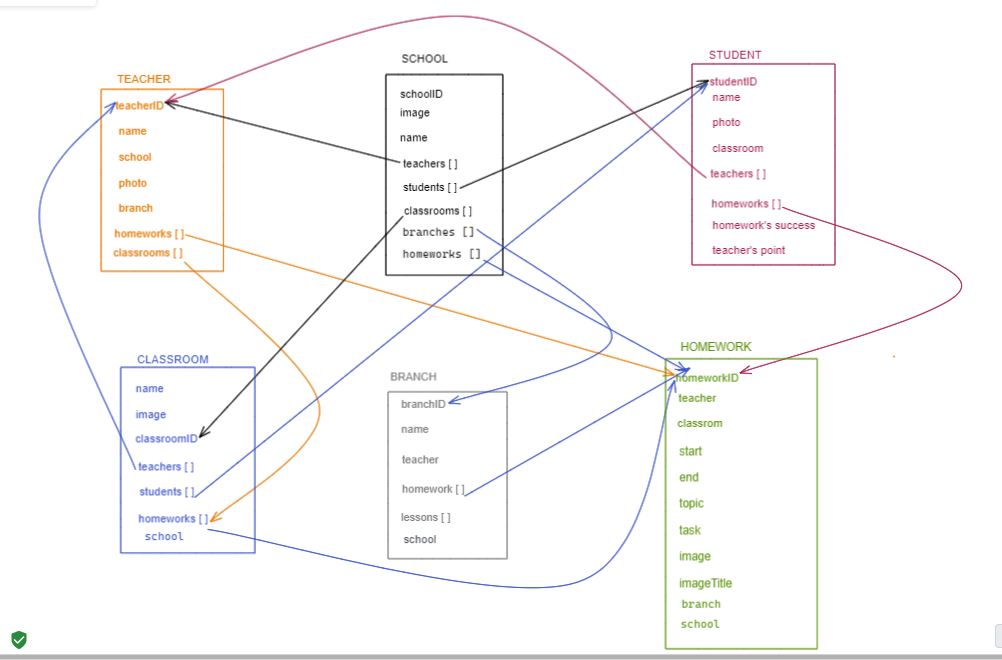 TEACHER
teacherID
name
school
photo
branch
homeworks [ ]
classrooms [ ]
SCHOOL
schoolID
image
name
teachers [ ]
students [ ]
classrooms [ ]
branches []
homeworks []
STUDENT
studentID
name
photo
classroom
teachers [ ]
homeworks [ ]
homework's success
teacher's point
CLASSROOM
name
image
classroomID
teachers [ ]
students [ ]
homeworks [ ]
school
BRANCH
branchID
name
teacher
homework [ ]
lessons [ ]
school
HOMEWORK
homeworkID
teacher
classrom
start
end
topic
task
image
imageTitle
branch
school